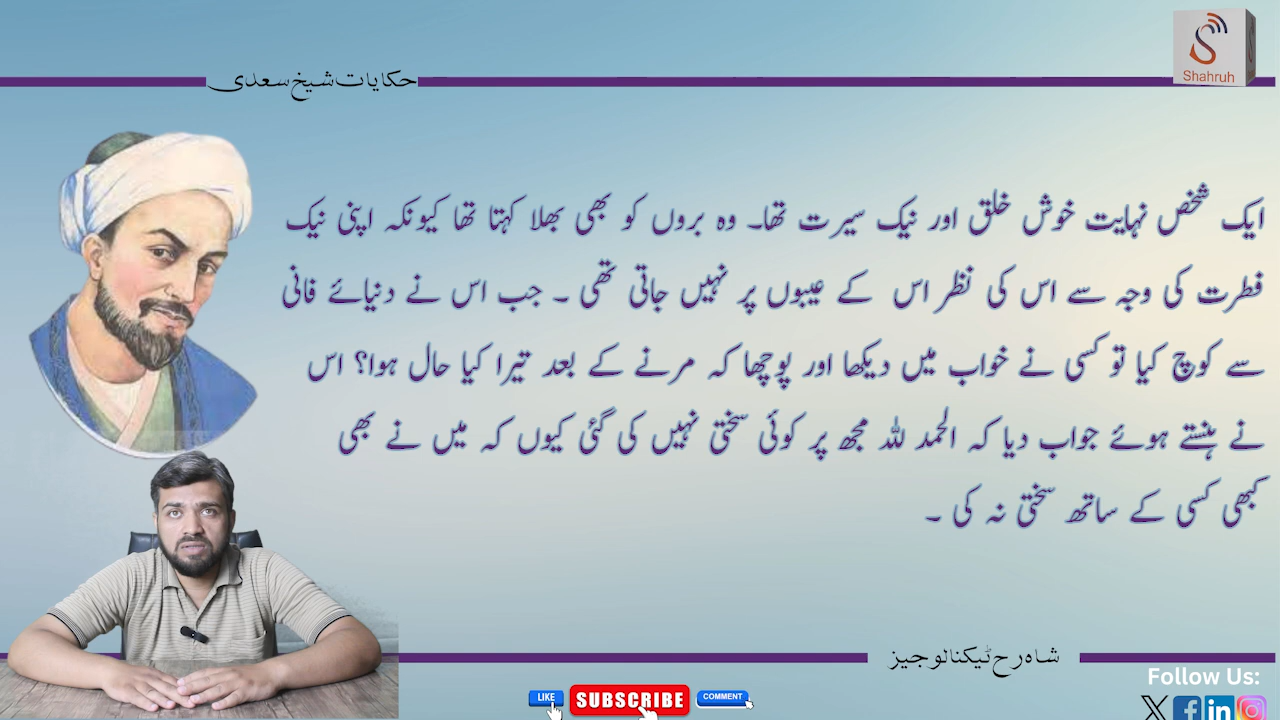 Shahruh
حکایات شیخ سعدی
ایک شخص نہایت خوش خلق اور نیک سیرت تھا۔ وہ بروں کو بھی بھلا کہتا تھا کیونکہ اپنی نیک
فطرت کی وجہ سے اس کی نظر اس کے عیبوں پر نہیں جاتی تھی ۔ جب اس نے دنیائے فانی
سے کوچ کیا تو کسی نے خواب میں دیکھا اور پوچھا کہ مرنے کے بعد تیرا کیا حال ہوا؟ اس
نے ہنستے ہوئے جواب دیا کہ الحمد للہ مجھ پر کوئی سختی نہیں کی گئی کیوں کہ میں نے بھی
کبھی کسی کے ساتھ سختی نہ کی ۔
شاہ رح ٹیکنالوجیز
Follow Us:
LIKE SUBSCRIBE COMMENT